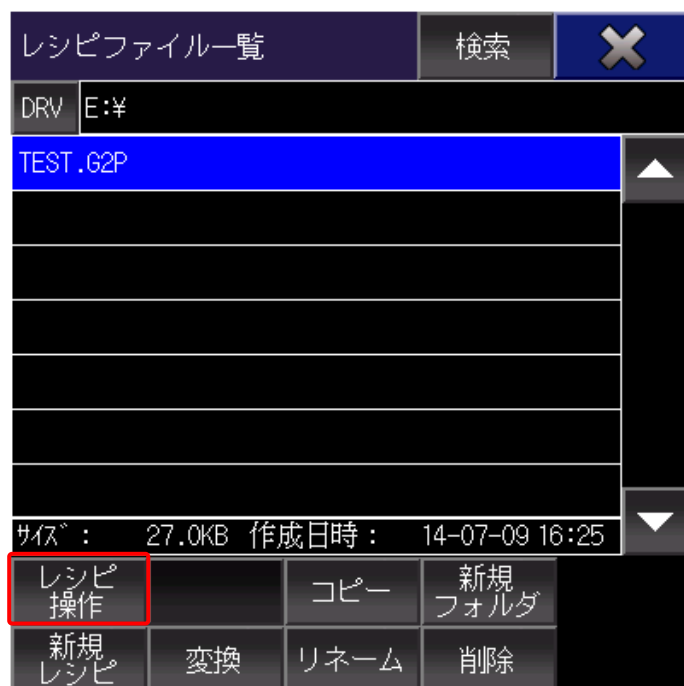 レシピファイル一覧 検索
DRV E:¥
TEST.G2P
ｻｲｽﾞ: 27.0KB 作成日時: 14-07-09 16:25
レシピ
操作
コピー
新規
フォルダ
新規
レシピ
変換
リネーム
削除